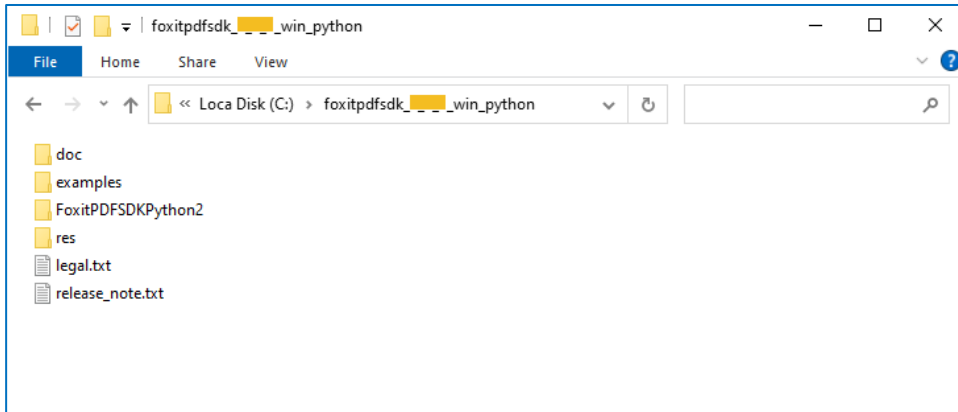 foxitpdfsdk_ _ _ _win_python
File Home Share View
« Loca Disk (C:) › foxitpdfsdk_ _ _ _win_python
doc
examples
FoxitPDFSDKPython2
res
legal.txt
release_note.txt